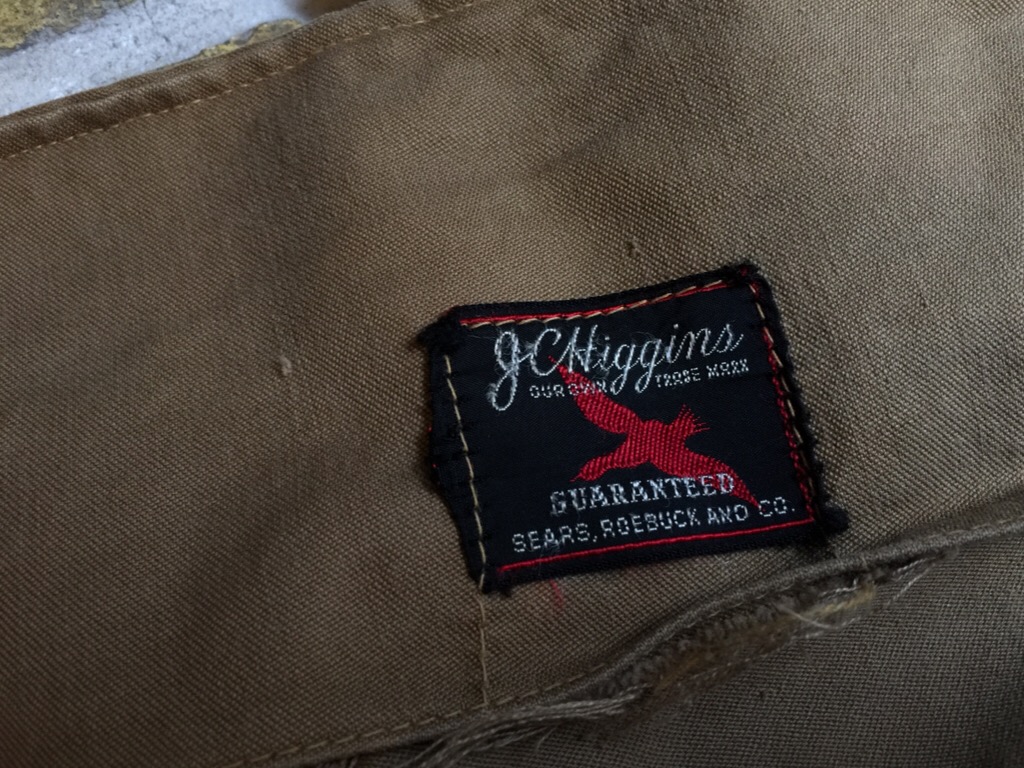 JCHiggins
OUR OWN TRADE MARK
GUARANTEED
SEARS, ROEBUCK AND CO.